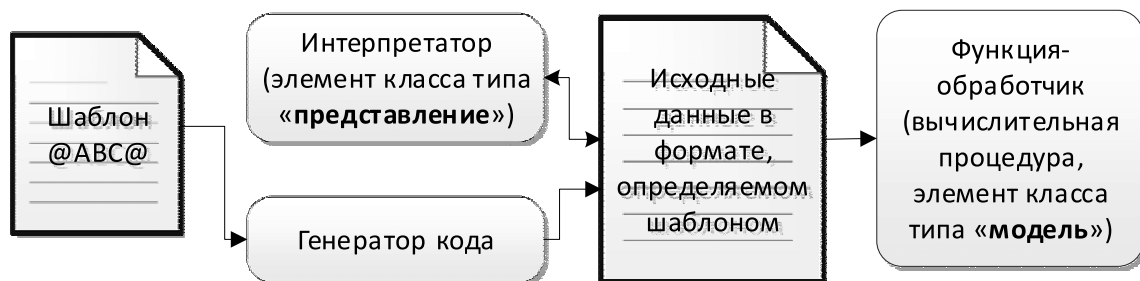 Шаблон
@ABC@
Интерпретатор
(элемент класса типа
«представление»)
Генератор кода
Исходные
данные в
формате,
определяемом
шаблоном
Функция-
обработчик
(вычислительная
процедура,
элемент класса
типа «модель»)